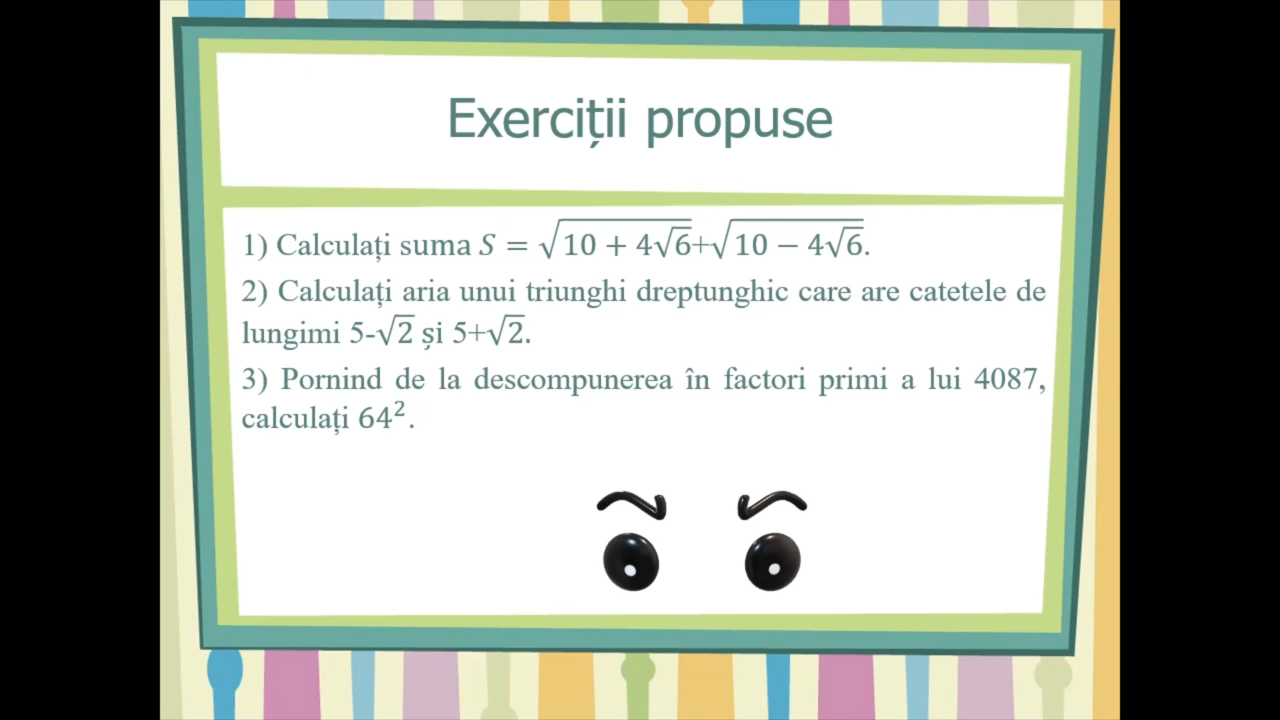 Exerciții propuse
1) Calculați suma 𝑆 = √(10 + 4√6)+√(10 − 4√6).
2) Calculați aria unui triunghi dreptunghic care are catetele de
lungimi 5-√2 și 5+√2.
3) Pornind de la descompunerea în factori primi a lui 4087,
calculați 64².